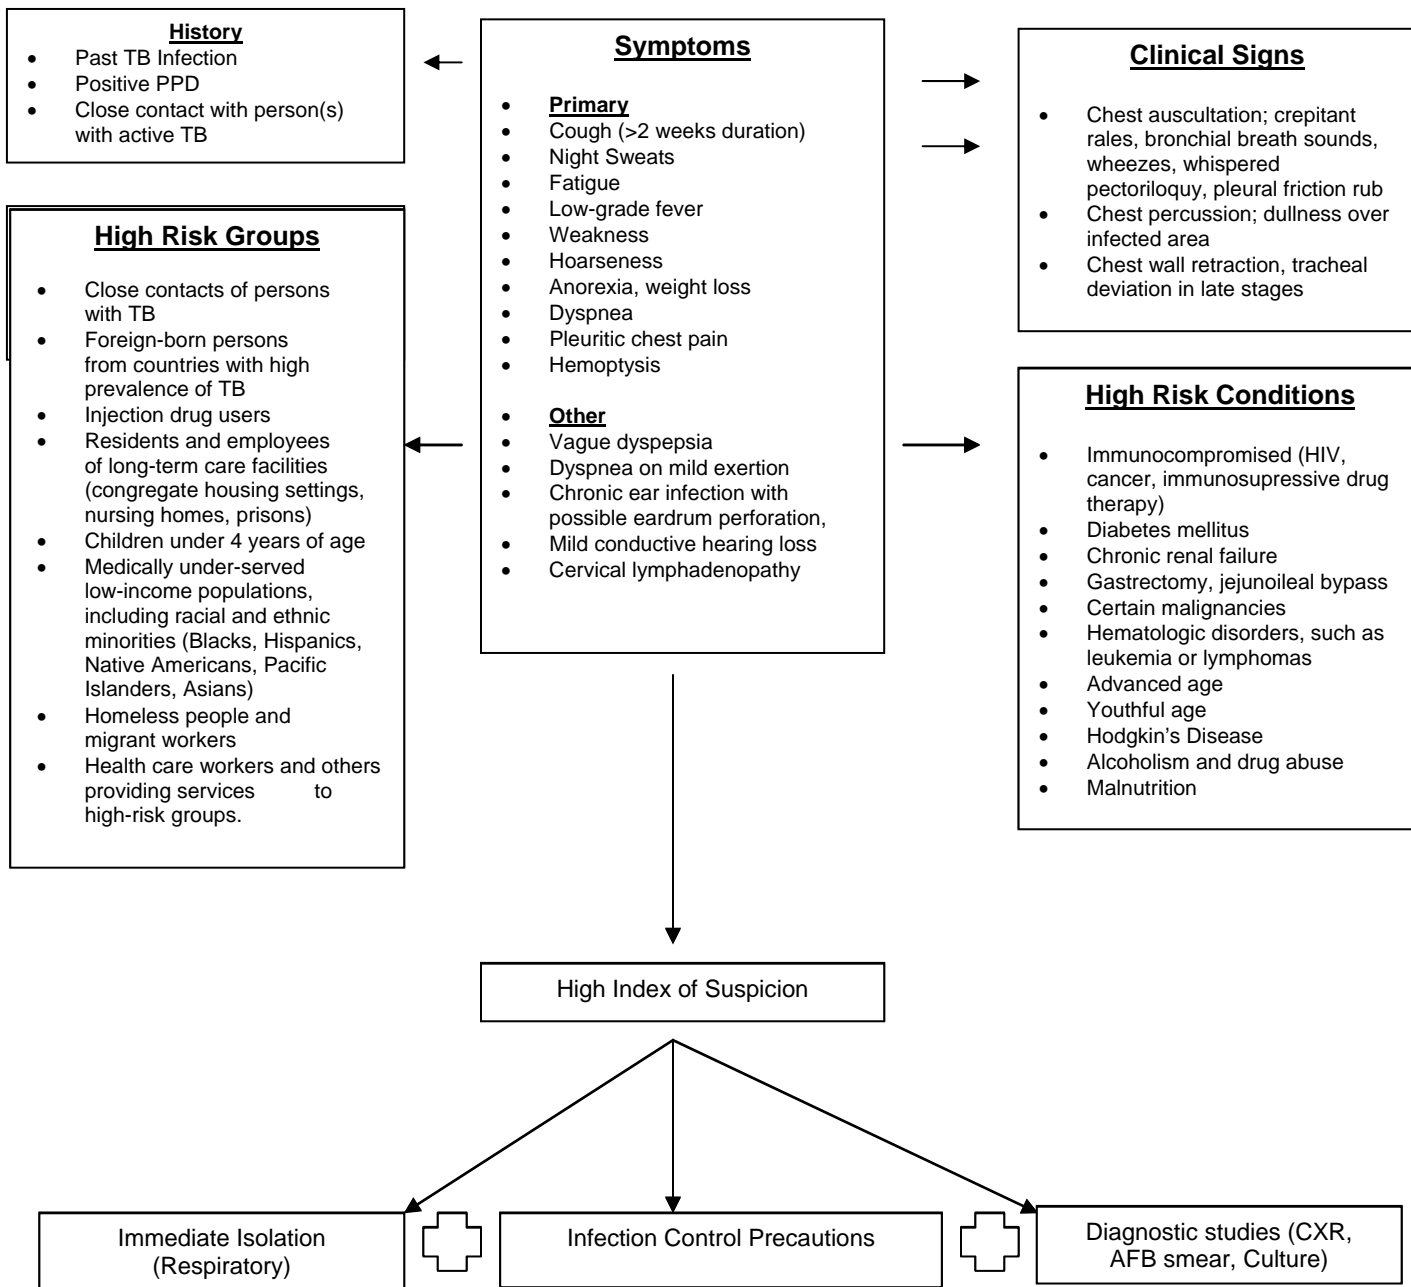 History
• Past TB Infection
• Positive PPD
• Close contact with person(s)
with active TB
High Risk Groups
• Close contacts of persons
with TB
• Foreign-born persons
from countries with high
prevalence of TB
• Injection drug users
• Residents and employees
of long-term care facilities
(congregate housing settings,
nursing homes, prisons)
• Children under 4 years of age
• Medically under-served
low-income populations,
including racial and ethnic
minorities (Blacks, Hispanics,
Native Americans, Pacific
Islanders, Asians)
• Homeless people and
migrant workers
• Health care workers and others
providing services to
high-risk groups.
Symptoms
• Primary
• Cough (>2 weeks duration)
• Night Sweats
• Fatigue
• Low-grade fever
• Weakness
• Hoarseness
• Anorexia, weight loss
• Dyspnea
• Pleuritic chest pain
• Hemoptysis
• Other
• Vague dyspepsia
• Dyspnea on mild exertion
• Chronic ear infection with
possible eardrum perforation,
• Mild conductive hearing loss
• Cervical lymphadenopathy
Clinical Signs
• Chest auscultation; crepitant
rales, bronchial breath sounds,
wheezes, whispered
pectoriloquy, pleural friction rub
• Chest percussion; dullness over
infected area
• Chest wall retraction, tracheal
deviation in late stages
High Risk Conditions
• Immunocompromised (HIV,
cancer, immunosupressive drug
therapy)
• Diabetes mellitus
• Chronic renal failure
• Gastrectomy, jejunoileal bypass
• Certain malignancies
• Hematologic disorders, such as
leukemia or lymphomas
• Advanced age
• Youthful age
• Hodgkin’s Disease
• Alcoholism and drug abuse
• Malnutrition
High Index of Suspicion
Immediate Isolation
(Respiratory)
Infection Control Precautions
Diagnostic studies (CXR,
AFB smear, Culture)